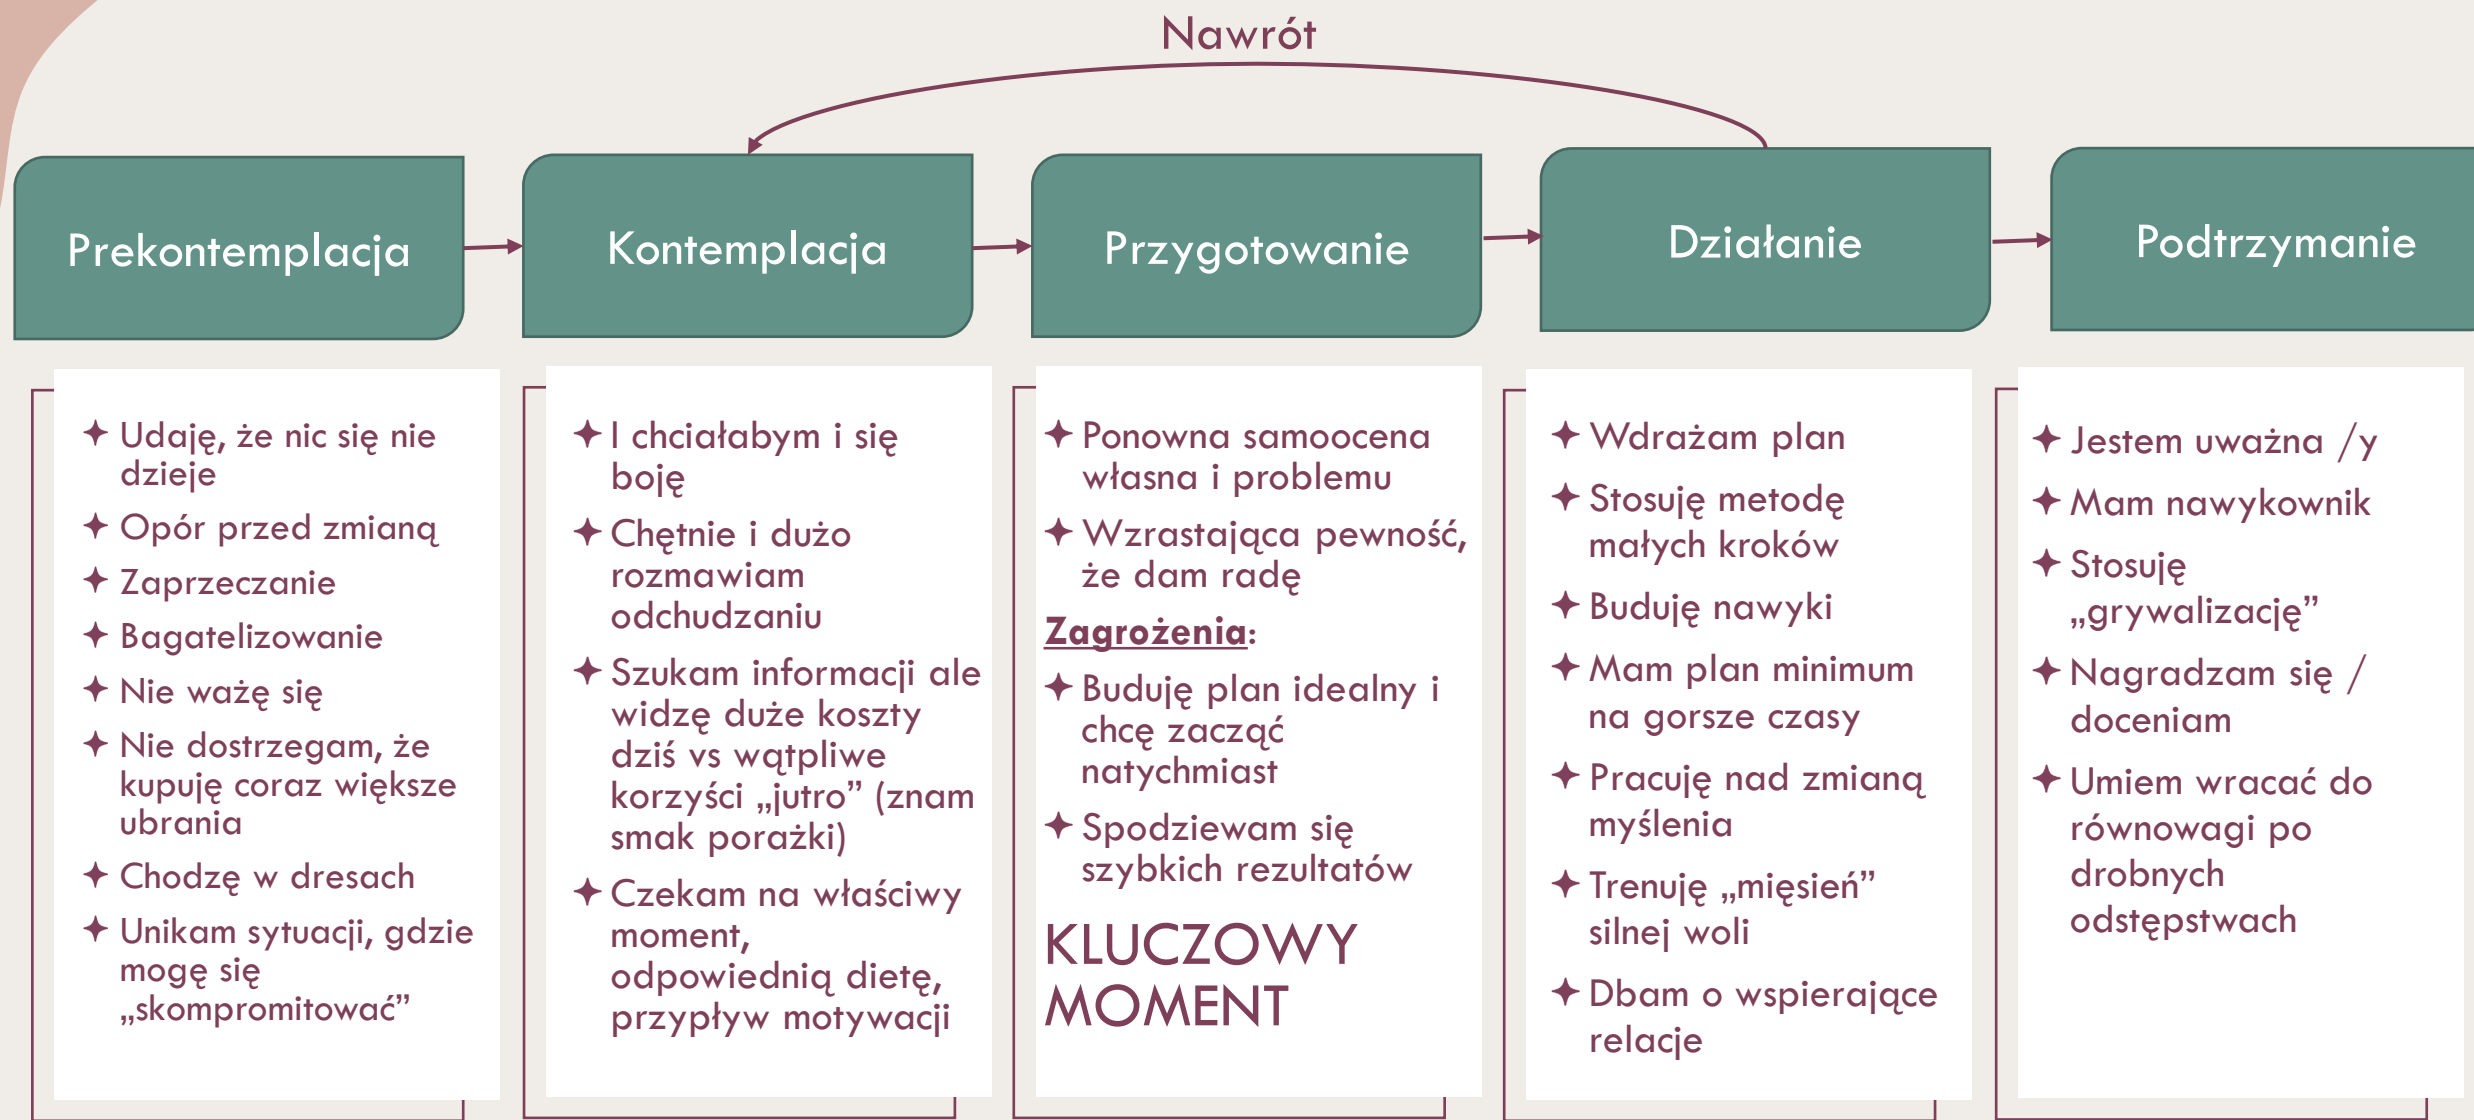 Nawrót
Prekontemplacja
Kontemplacja
Przygotowanie
Działanie
Podtrzymanie
Udaję, że nic się nie
dzieje
Opór przed zmianą
Zaprzeczanie
Bagatelizowanie
Nie ważę się
Nie dostrzegam, że
kupuję coraz większe
ubrania
Chodzę w dresach
Unikam sytuacji, gdzie
mogę się
„skompromitować”
I chciałabym i się
boję
Chętnie i dużo
rozmawiam
odchudzaniu
Szukam informacji ale
widzę duże koszty
dziś vs wątpliwe
korzyści „jutro” (znam
smak porażki)
Czekam na właściwy
moment,
odpowiednią dietę,
przypływ motywacji
Ponowna samoocena
własna i problemu
Wzrastająca pewność,
że dam radę
Zagrożenia:
Buduję plan idealny i
chcę zacząć
natychmiast
Spodziewam się
szybkich rezultatów
KLUCZOWY
MOMENT
Wdrażam plan
Stosuję metodę
małych kroków
Buduję nawyki
Mam plan minimum
na gorsze czasy
Pracuję nad zmianą
myślenia
Trenuję „mięsień”
silnej woli
Dbam o wspierające
relacje
Jestem uważna /y
Mam nawykownik
Stosuję
„grywalizację”
Nagradzam się /
doceniam
Umiem wracać do
równowagi po
drobnych
odstępstwach